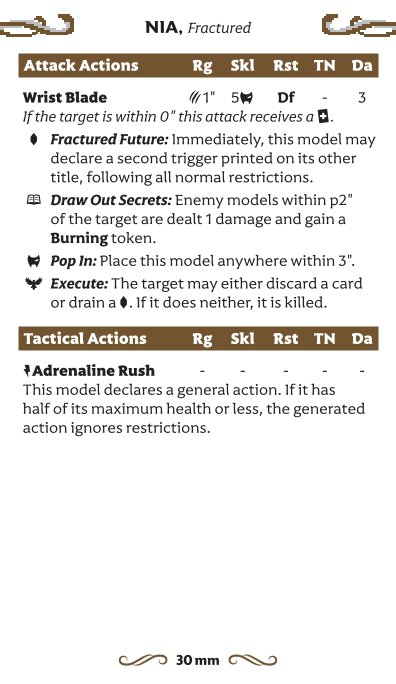 NIA, Fractured
Attack Actions Rg Skl Rst TN Da
Wrist Blade 1" 5 Df - 3
If the target is within 0" this attack receives a .
Fractured Future: Immediately, this model may
declare a second trigger printed on its other
title, following all normal restrictions.
Draw Out Secrets: Enemy models within p2"
of the target are dealt 1 damage and gain a
Burning token.
Pop In: Place this model anywhere within 3".
Execute: The target may either discard a card
or drain a . If it does neither, it is killed.
Tactical Actions Rg Skl Rst TN Da
Adrenaline Rush - - - - -
This model declares a general action. If it has
half of its maximum health or less, the generated
action ignores restrictions.
30 mm